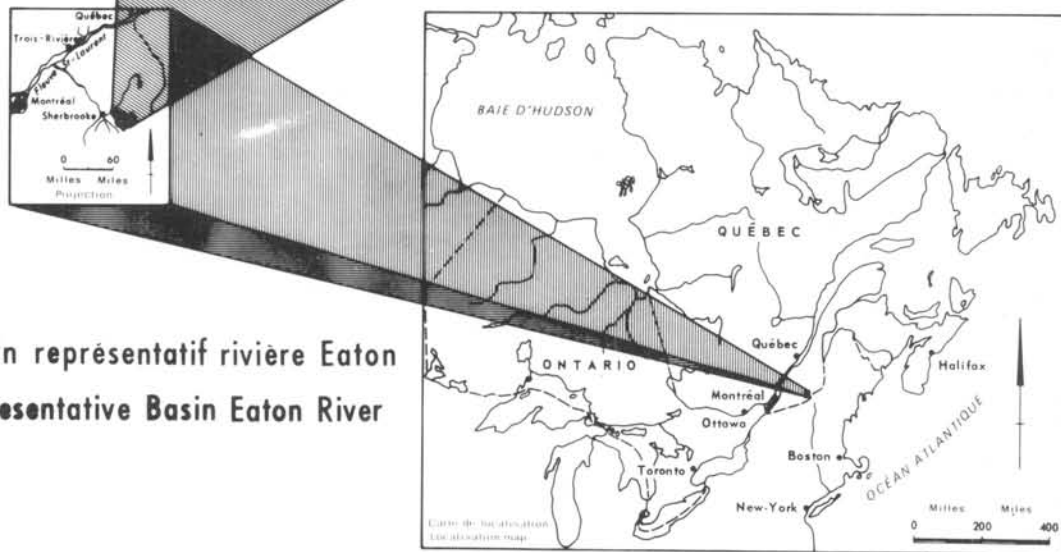 Québec
Trois-Rivières
Fleuve St-Laurent
Montréal
Sherbrooke
0 60
Milles Miles
Projection
n représentatif rivière Eaton
esentative Basin Eaton River
BAIE D'HUDSON
QUÉBEC
Québec
ONTARIO
Halifax
Montréal
Ottawa
Boston
Toronto
OCÉAN ATLANTIQUE
New-York
Milles Miles
0 200 400
Carte de localisation
Localisation map